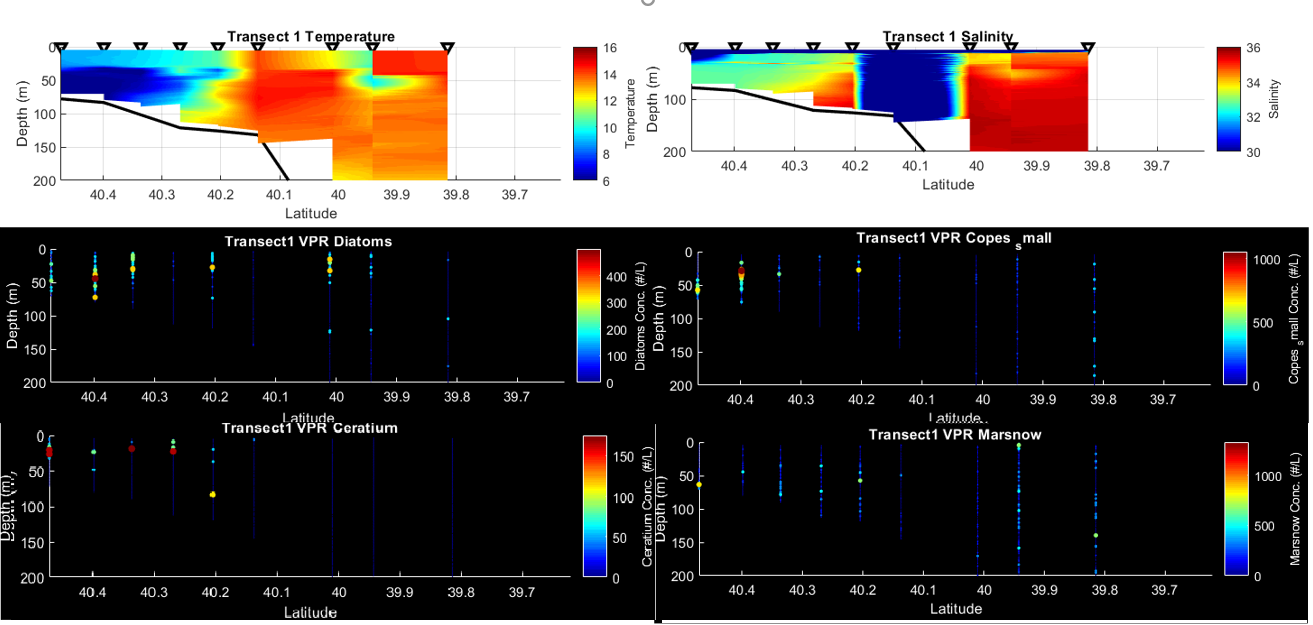 Transect 1 Temperature
0
50
100
150
200
Depth (m)
40.4 40.3 40.2 40.1 40 39.9 39.8 39.7
Latitude
16
14
12
10
8
6
Temperature
Transect 1 Salinity
0
50
100
150
200
Depth (m)
40.4 40.3 40.2 40.1 40 39.9 39.8 39.7
Latitude
36
34
32
30
Salinity
Transect1 VPR Diatoms
0
50
100
150
200
Depth (m)
40.4 40.3 40.2 40.1 40 39.9 39.8 39.7
Latitude
400
300
200
100
0
Diatoms Conc. (#/L)
Transect1 VPR Copes s mall
0
50
100
150
200
Depth (m)
40.4 40.3 40.2 40.1 40 39.9 39.8 39.7
Latitude
1000
500
0
Copes s mall Conc. (#/L)
Transect1 VPR Ceratium
0
50
100
150
200
Depth (m)
40.4 40.3 40.2 40.1 40 39.9 39.8 39.7
Latitude
150
100
50
0
Ceratium Conc. (#/L)
Transect1 VPR Marsnow
0
50
100
150
200
Depth (m)
40.4 40.3 40.2 40.1 40 39.9 39.8 39.7
Latitude
1000
500
0
Marsnow Conc. (#/L)